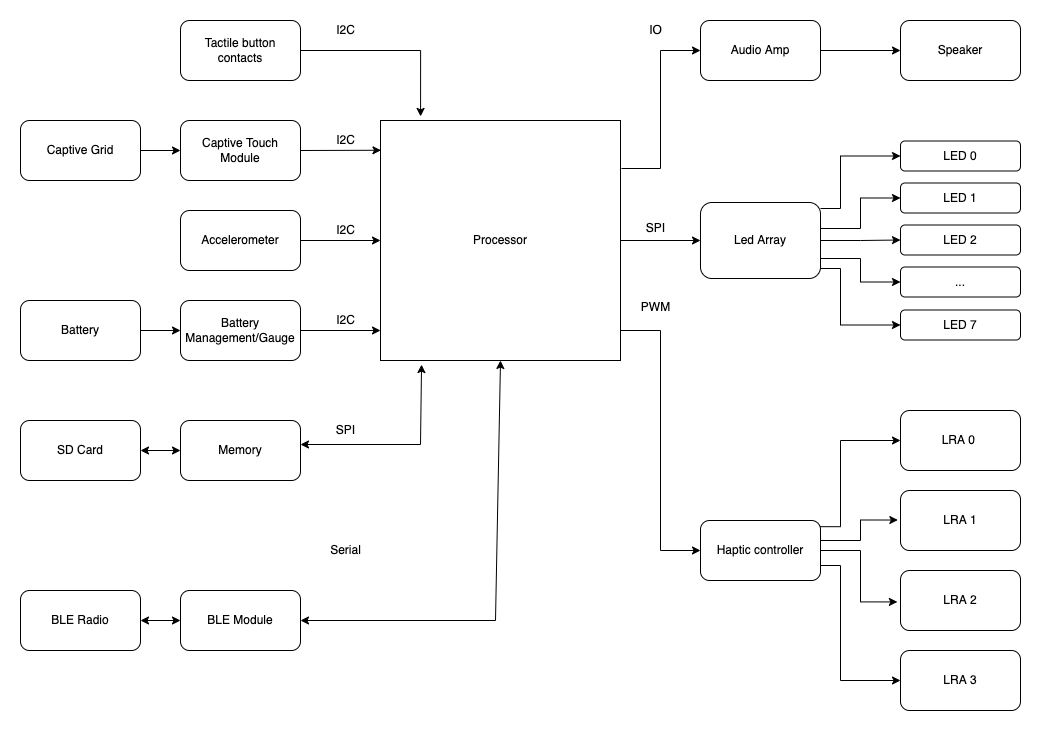 I2C
IO
Tactile button
contacts
Audio Amp
Speaker
Captive Grid
Captive Touch
Module
I2C
LED 0
LED 1
Accelerometer
I2C
Processor
SPI
Led Array
LED 2
...
PWM
Battery
Battery
Management/Gauge
I2C
LED 7
SD Card
Memory
SPI
LRA 0
LRA 1
Serial
Haptic controller
LRA 2
BLE Radio
BLE Module
LRA 3